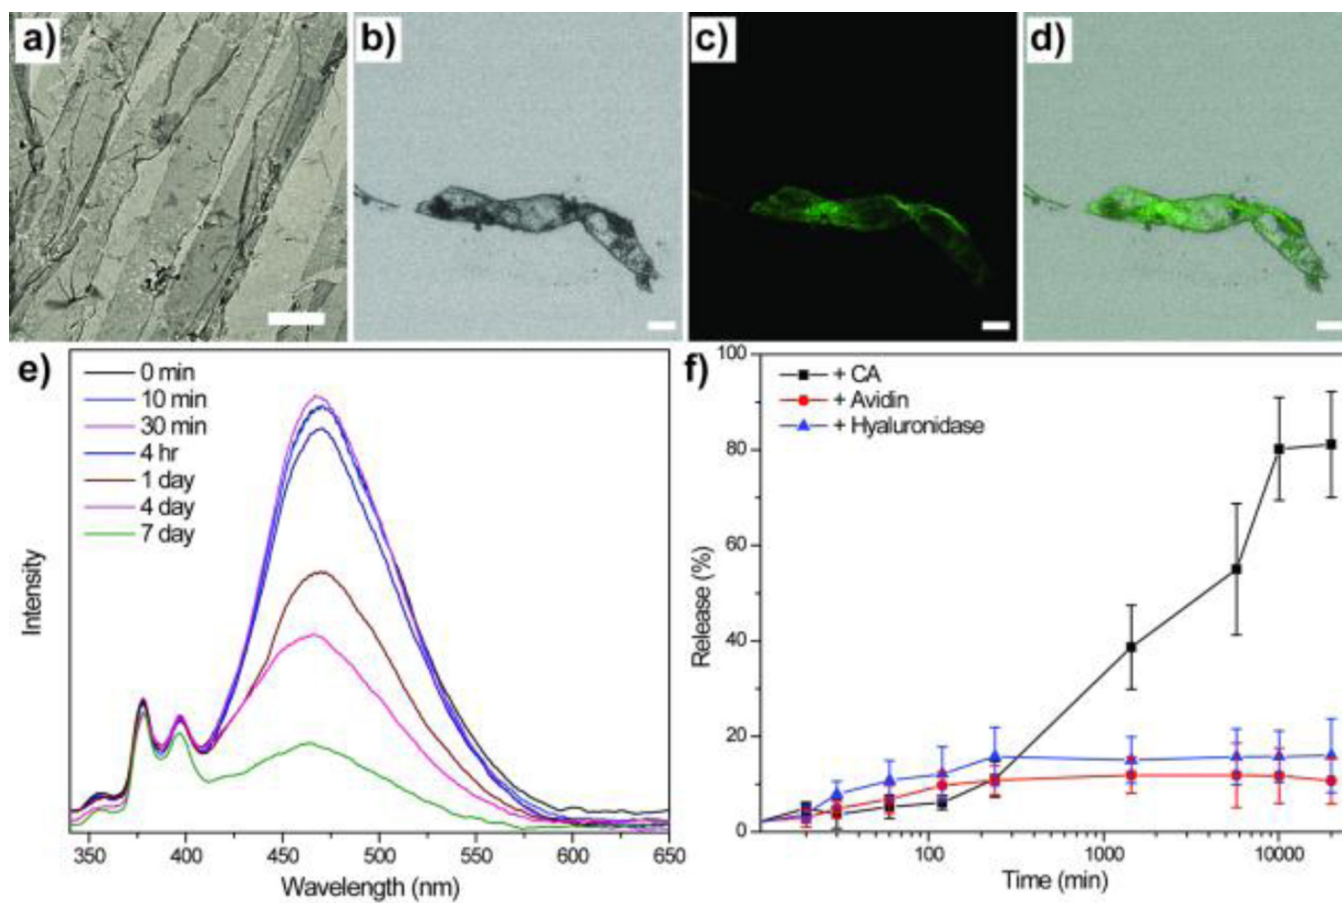 a)
b)
c)
d)
e)
0 min
10 min
30 min
4 hr
1 day
4 day
7 day
Intensity
350
400
450
500
550
600
650
Wavelength (nm)
f)
+ CA
+ Avidin
+ Hyaluronidase
100
80
60
40
20
0
Release (%)
100
1000
10000
Time (min)